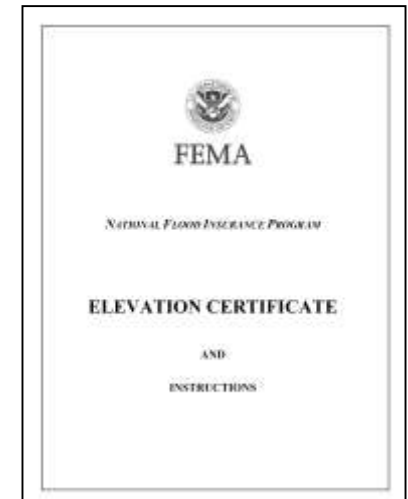 FEMA
NATIONAL FLOOD INSURANCE PROGRAM
ELEVATION CERTIFICATE
AND
INSTRUCTIONS